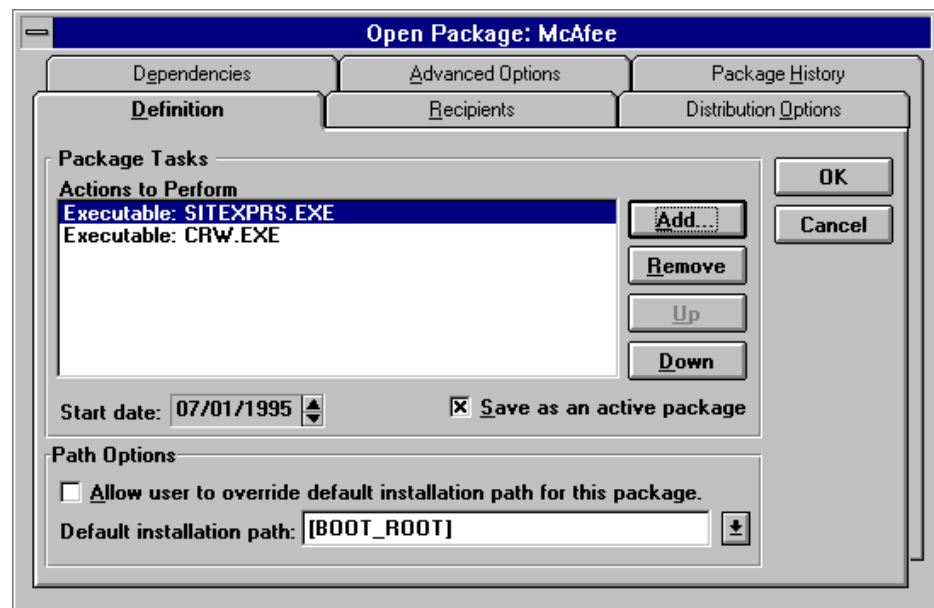 Open Package: McAfee
Dependencies
Advanced Options
Package History
Definition
Recipients
Distribution Options
Package Tasks
Actions to Perform
Executable: SITEXPRS.EXE
Executable: CRW.EXE
Add...
Remove
Up
Down
OK
Cancel
Start date: 07/01/1995
Save as an active package
Path Options
Allow user to override default installation path for this package.
Default installation path: [BOOT_ROOT]